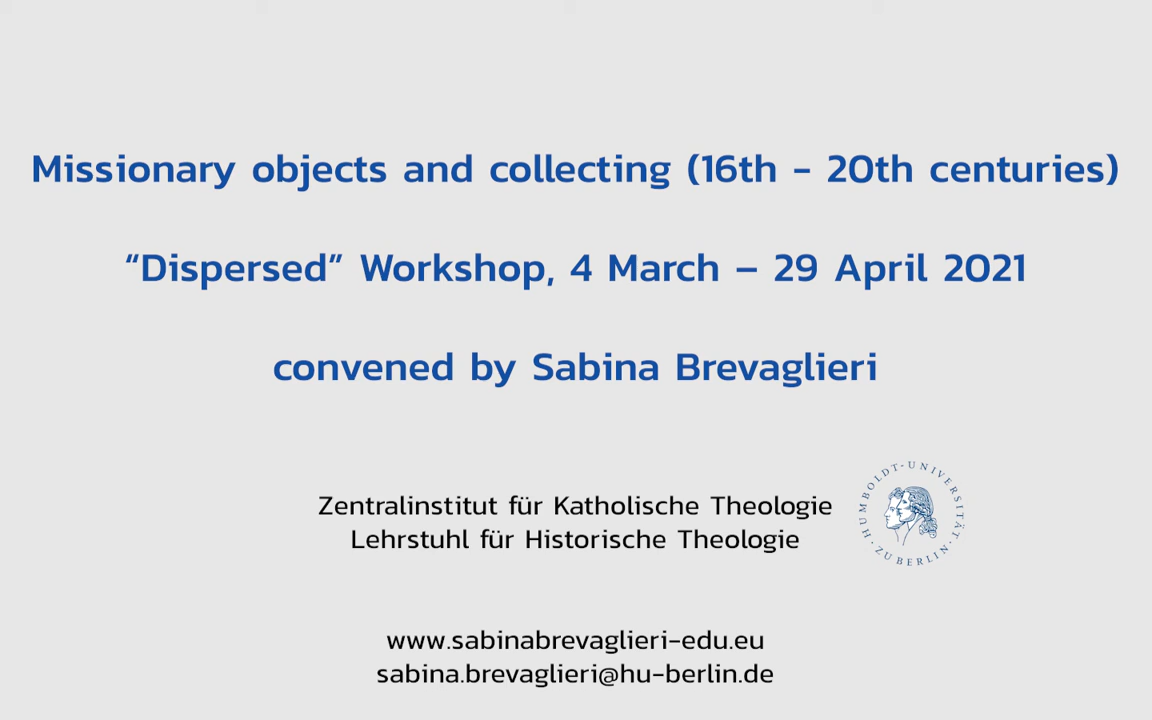 Missionary objects and collecting (16th - 20th centuries)
“Dispersed” Workshop, 4 March – 29 April 2021
convened by Sabina Brevaglieri
Zentralinstitut für Katholische Theologie
Lehrstuhl für Historische Theologie
HUMBOLDT-UNIVERSITÄT · ZU BERLIN ·
www.sabinabrevaglieri-edu.eu
sabina.brevaglieri@hu-berlin.de